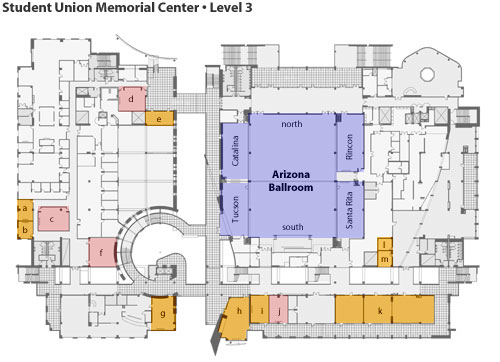 Student Union Memorial Center • Level 3
d
e
north
Catalina
Rincon
Arizona
Ballroom
a
c
b
Tucson
Santa Rita
south
f
l
m
g
h
i
j
k